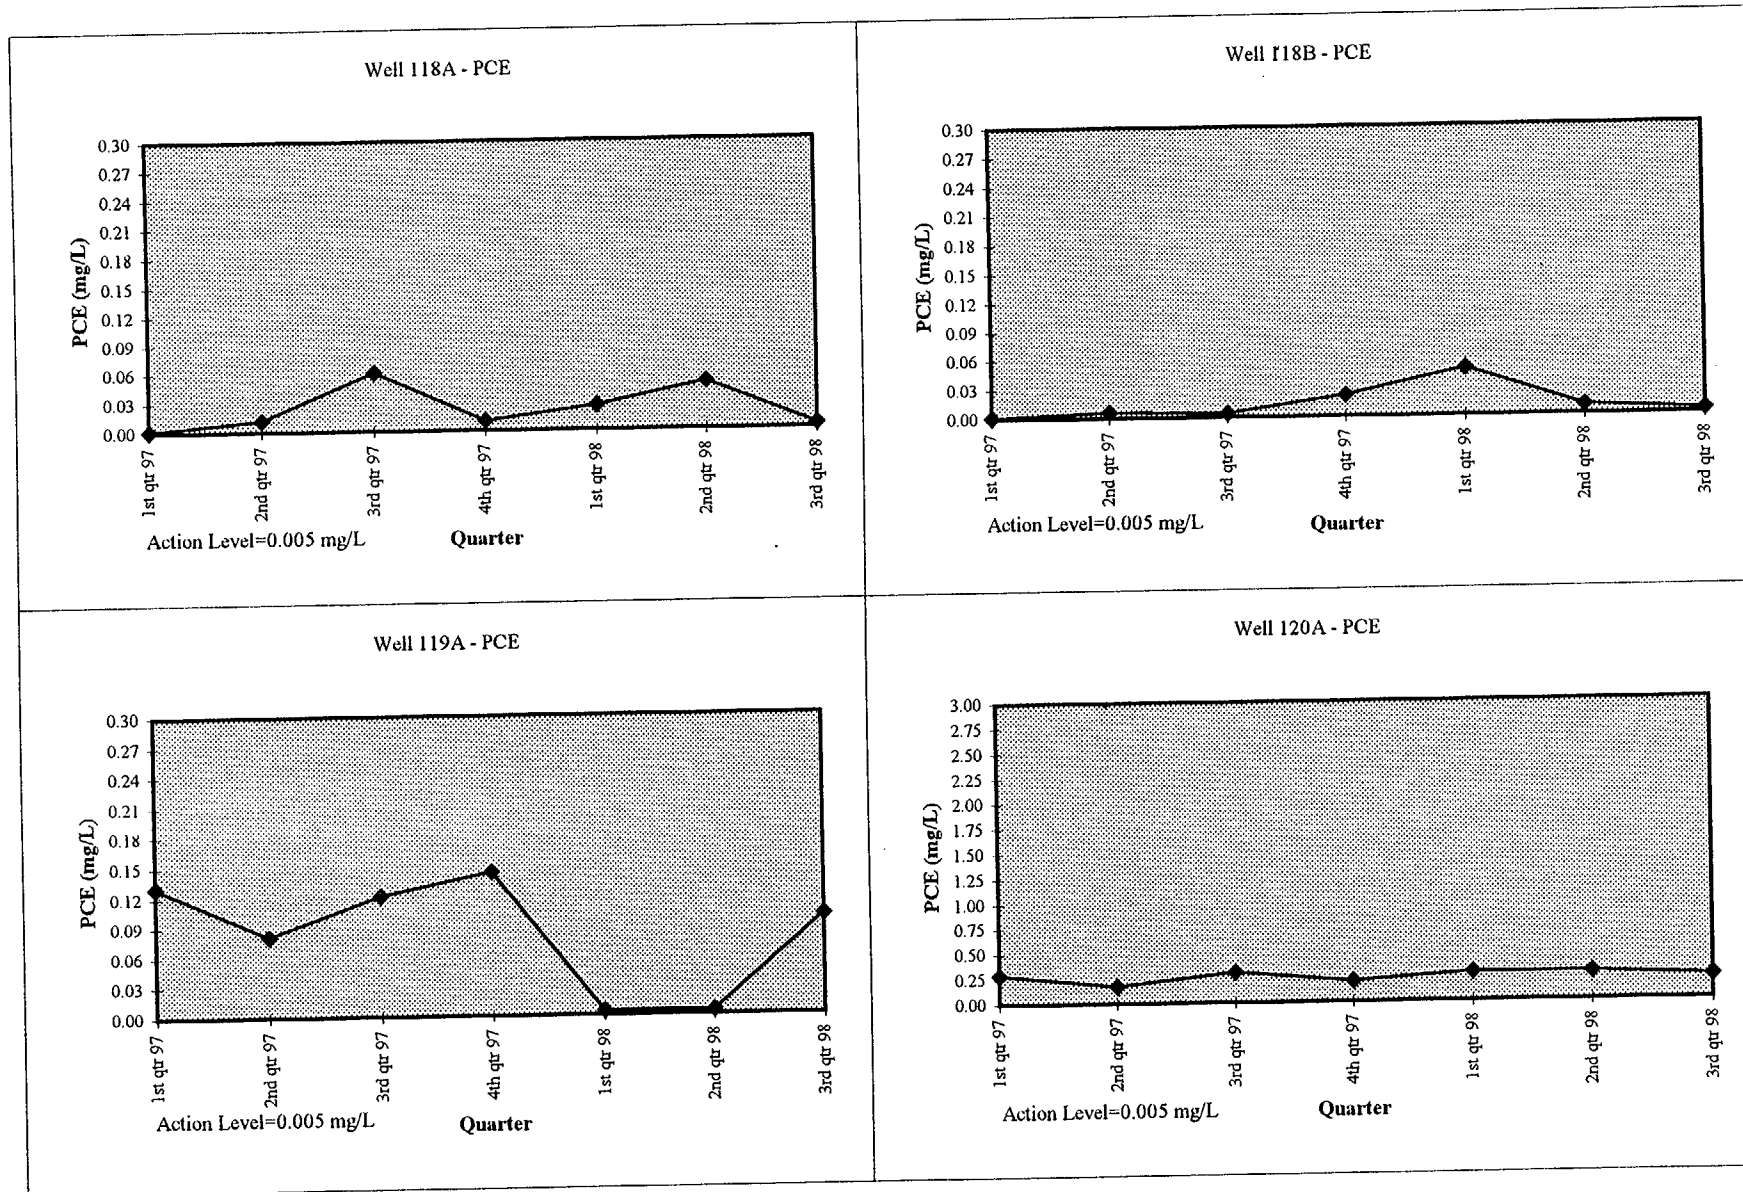 Well 118A - PCE
PCE (mg/L)
0.30
0.27
0.24
0.21
0.18
0.15
0.12
0.09
0.06
0.03
0.00
1st qtr 97
2nd qtr 97
3rd qtr 97
4th qtr 97
1st qtr 98
2nd qtr 98
3rd qtr 98
Action Level=0.005 mg/L
Quarter
Well 118B - PCE
PCE (mg/L)
0.30
0.27
0.24
0.21
0.18
0.15
0.12
0.09
0.06
0.03
0.00
1st qtr 97
2nd qtr 97
3rd qtr 97
4th qtr 97
1st qtr 98
2nd qtr 98
3rd qtr 98
Action Level=0.005 mg/L
Quarter
Well 119A - PCE
PCE (mg/L)
0.30
0.27
0.24
0.21
0.18
0.15
0.12
0.09
0.06
0.03
0.00
1st qtr 97
2nd qtr 97
3rd qtr 97
4th qtr 97
1st qtr 98
2nd qtr 98
3rd qtr 98
Action Level=0.005 mg/L
Quarter
Well 120A - PCE
PCE (mg/L)
3.00
2.75
2.50
2.25
2.00
1.75
1.50
1.25
1.00
0.75
0.50
0.25
0.00
1st qtr 97
2nd qtr 97
3rd qtr 97
4th qtr 97
1st qtr 98
2nd qtr 98
3rd qtr 98
Action Level=0.005 mg/L
Quarter